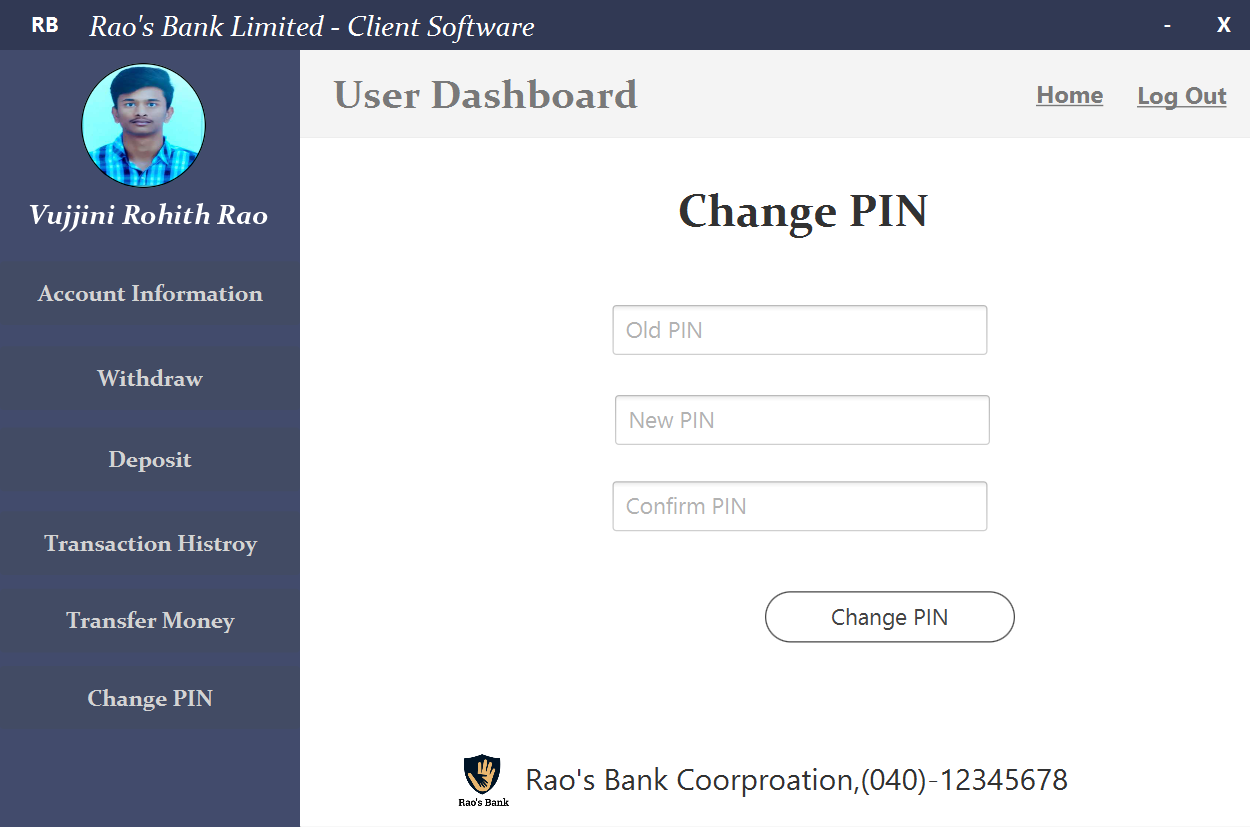 RB Rao's Bank Limited - Client Software - X
User Dashboard Home Log Out
Vujjini Rohith Rao
Account Information
Withdraw
Deposit
Transaction Histroy
Transfer Money
Change PIN
Change PIN
Old PIN
New PIN
Confirm PIN
Change PIN
Rao's Bank
Rao's Bank Coorproation,(040)-12345678